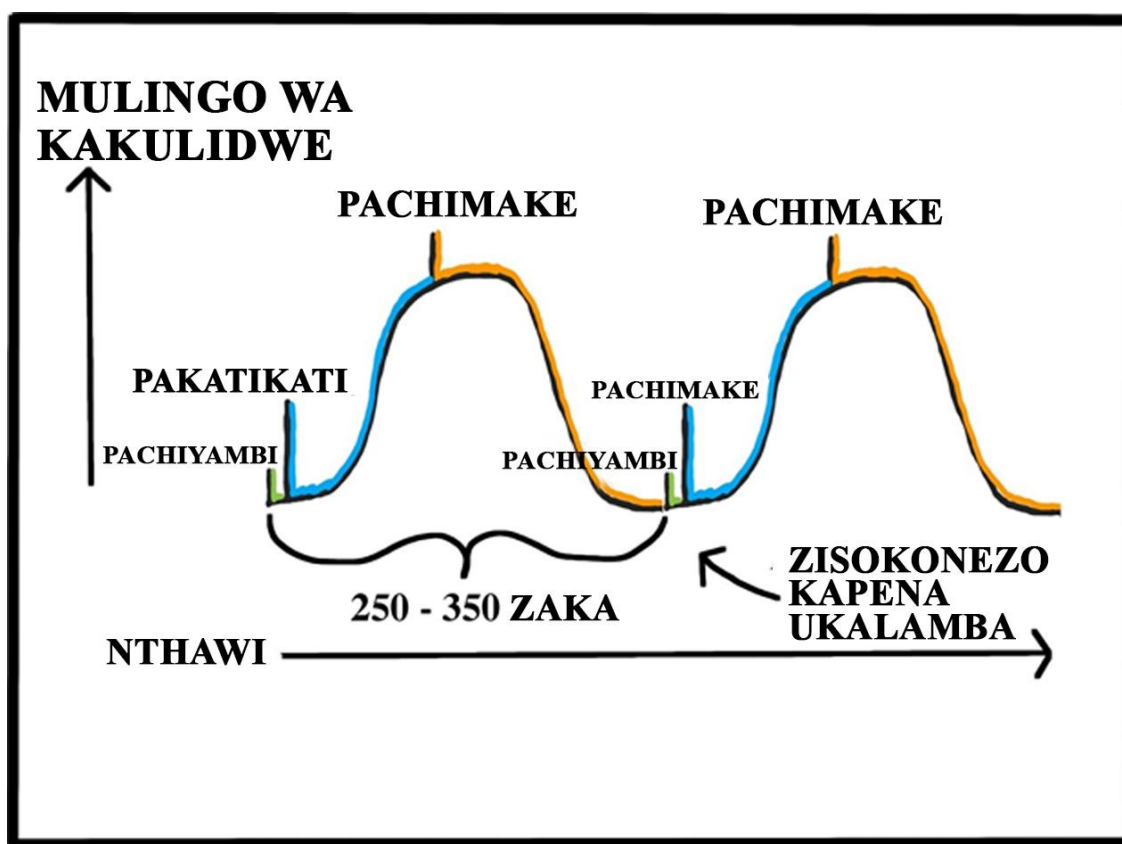 MULINGO WA
KAKULIDWE
PACHIMAKE
PACHIMAKE
PAKATIKATI
PACHIMAKE
PACHIYAMBI
PACHIYAMBI
250 - 350 ZAKA
ZISOKONEZO
KAPENA
UKALAMBA
NTHAWI